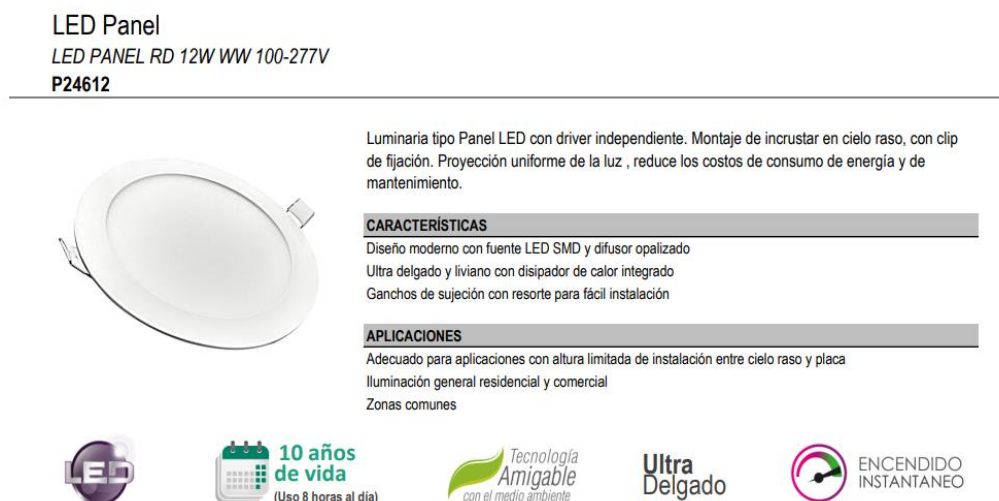 LED Panel
LED PANEL RD 12W WW 100-277V
P24612
Luminaria tipo Panel LED con driver independiente. Montaje de incrustar en cielo raso, con clip
de fijación. Proyección uniforme de la luz , reduce los costos de consumo de energía y de
mantenimiento.
CARACTERÍSTICAS
Diseño moderno con fuente LED SMD y difusor opalizado
Ultra delgado y liviano con disipador de calor integrado
Ganchos de sujeción con resorte para fácil instalación
APLICACIONES
Adecuado para aplicaciones con altura limitada de instalación entre cielo raso y placa
Iluminación general residencial y comercial
Zonas comunes
LED
10 años
de vida
(Uso 8 horas al día)
Tecnología
Amigable
con el medio ambiente
Ultra
Delgado
ENCENDIDO
INSTANTANEO